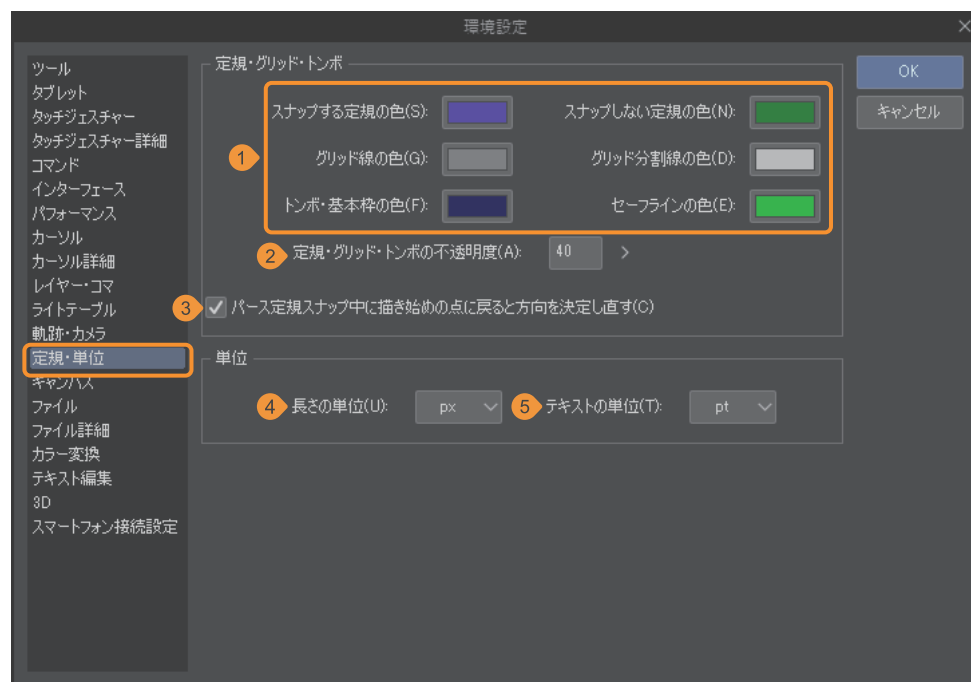 環境設定
ツール
タブレット
タッチジェスチャー
タッチジェスチャー詳細
コマンド
インターフェース
パフォーマンス
カーソル
カーソル詳細
レイヤー・コマ
ライトテーブル
軌跡・カメラ
定規・単位
キャンバス
ファイル
ファイル詳細
カラー変換
テキスト編集
3D
スマートフォン接続設定
定規・グリッド・トンボ
1
スナップする定規の色(S): スナップしない定規の色(N):
グリッド線の色(G): グリッド分割線の色(D):
トンボ・基本枠の色(F): セーフラインの色(E):
2 定規・グリッド・トンボの不透明度(A): 40 >
3 パース定規スナップ中に描き始めの点に戻ると方向を決定し直す(C)
単位
4 長さの単位(U): px 5 テキストの単位(T): pt
OK
キャンセル